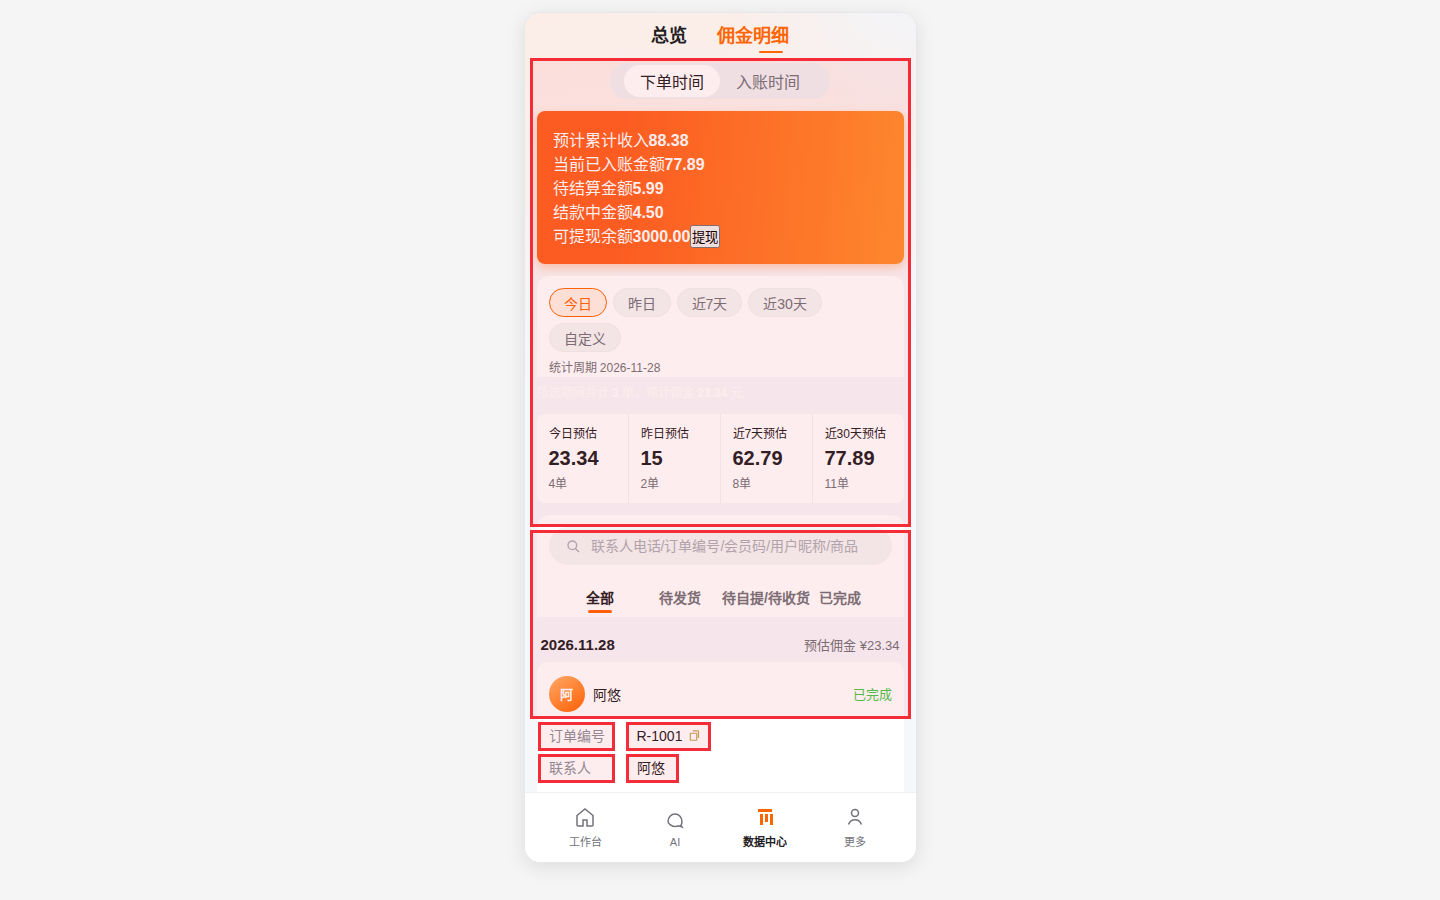 总览 佣金明细
下单时间 入账时间
预计累计收入88.38
当前已入账金额77.89
待结算金额5.99
结款中金额4.50
可提现余额3000.00提现
今日 昨日 近7天 近30天
自定义
统计周期 2026-11-28
今日预估 昨日预估 近7天预估 近30天预估
23.34 15 62.79 77.89
4单 2单 8单 11单
联系人电话/订单编号/会员码/用户昵称/商品
全部 待发货 待自提/待收货 已完成
2026.11.28 预估佣金 ¥23.34
阿 阿悠 已完成
订单编号 R-1001
联系人 阿悠
工作台 AI 数据中心 更多